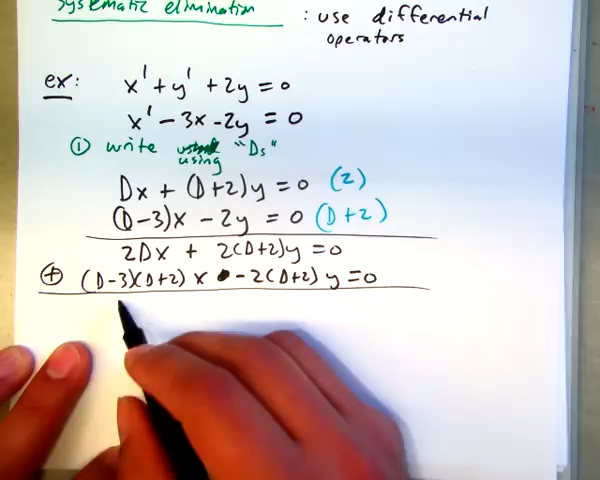 systematic elimination : use differential
operators
ex: x' + y' + 2y = 0
x' - 3x - 2y = 0
① write using "Ds"
Dx + (D+2)y = 0 (2)
(D-3)x - 2y = 0 (D+2)
2Dx + 2(D+2)y = 0
⊕ (D-3)(D+2) x - 2(D+2) y = 0